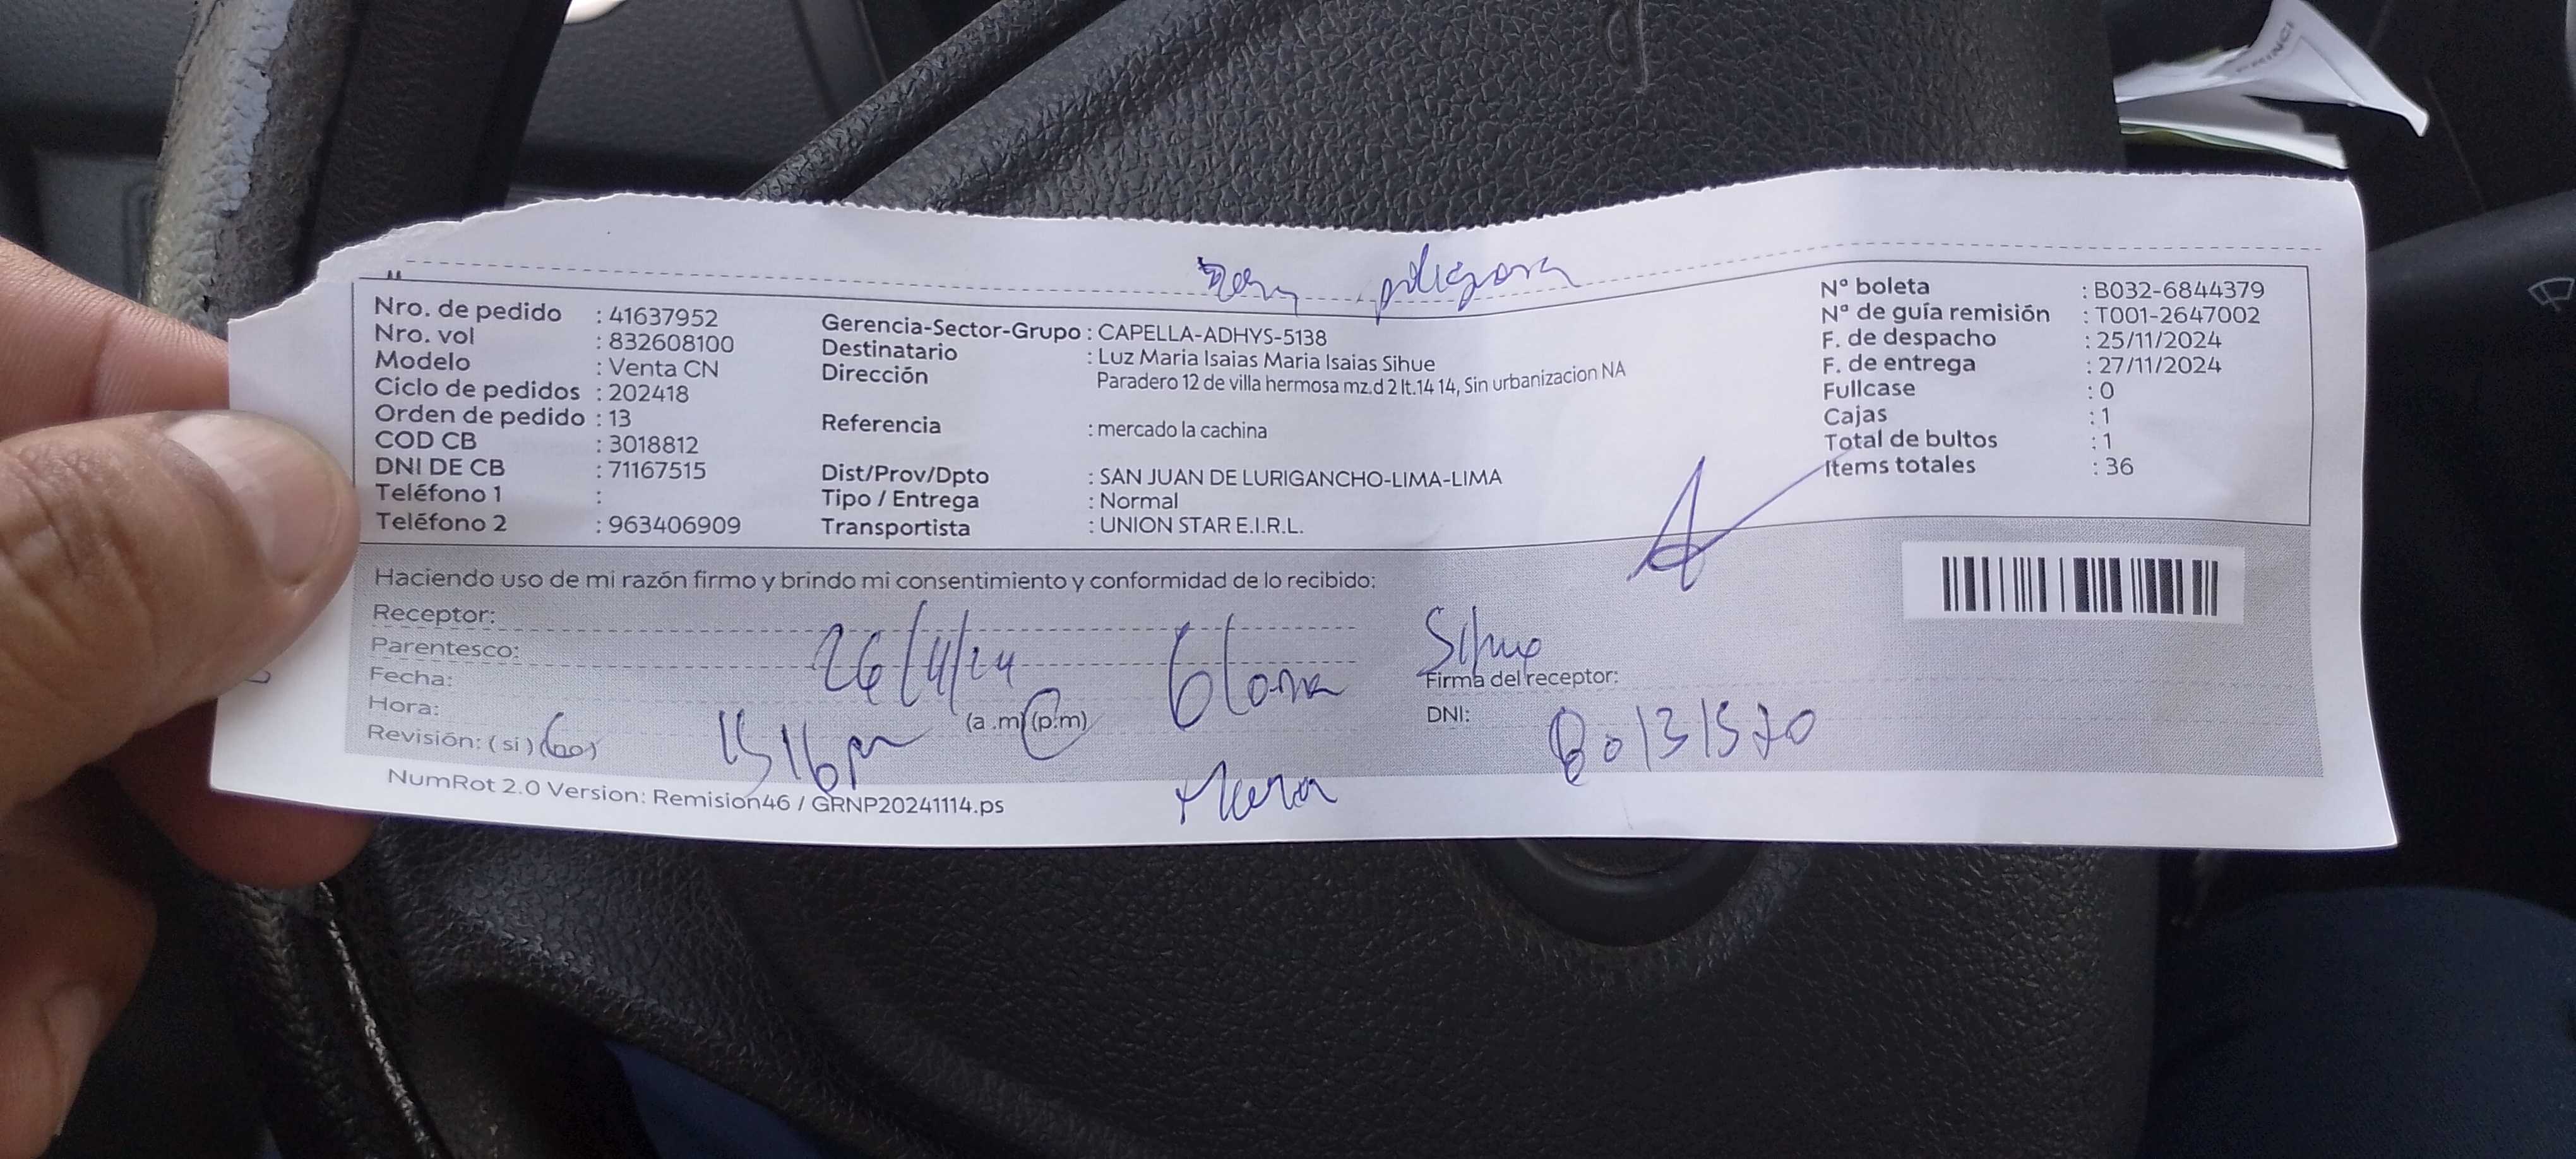 Zona peligrosa
Nro. de pedido : 41637952
Nro. vol : 832608100
Modelo : Venta CN
Ciclo de pedidos : 202418
Orden de pedido : 13
COD CB : 3018812
DNI DE CB : 71167515
Teléfono 1 :
Teléfono 2 : 963406909
Gerencia-Sector-Grupo : CAPELLA-ADHYS-5138
Destinatario : Luz Maria Isaias Maria Isaias Sihue
Dirección Paradero 12 de villa hermosa mz.d 2 lt.14 14, Sin urbanizacion NA
Referencia : mercado la cachina
Dist/Prov/Dpto : SAN JUAN DE LURIGANCHO-LIMA-LIMA
Tipo / Entrega : Normal
Transportista : UNION STAR E.I.R.L.
Nº boleta : B032-6844379
Nº de guía remisión : T001-2647002
F. de despacho : 25/11/2024
F. de entrega : 27/11/2024
Fullcase : 0
Cajas : 1
Total de bultos : 1
Items totales : 36
Haciendo uso de mi razón firmo y brindo mi consentimiento y conformidad de lo recibido:
Receptor:
Parentesco:
Fecha: 26/11/24
Hora: 15 16 pm (a.m) (p.m)
Revisión: (si) (no)
Sihue
Firma del receptor:
DNI: 80131570
NumRot 2.0 Version: Remision46 / GRNP20241114.ps